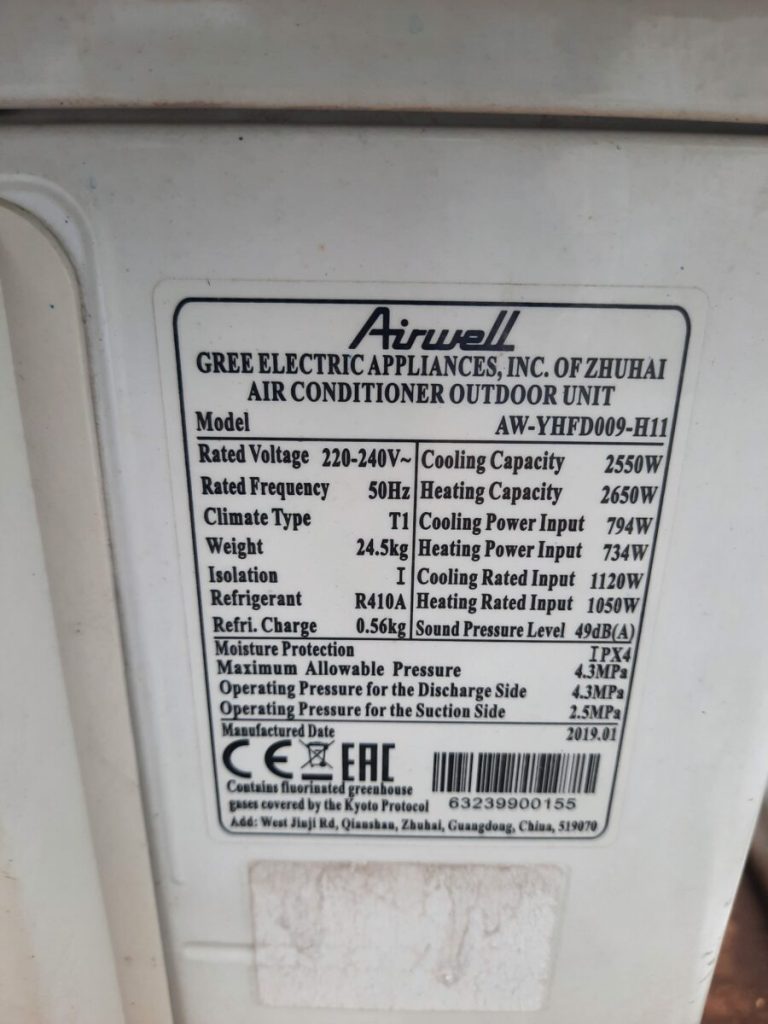 Airwell
GREE ELECTRIC APPLIANCES, INC. OF ZHUHAI
AIR CONDITIONER OUTDOOR UNIT
Model AW-YHFD009-H11
Rated Voltage 220-240V~ Cooling Capacity 2550W
Rated Frequency 50Hz Heating Capacity 2650W
Climate Type T1 Cooling Power Input 794W
Weight 24.5kg Heating Power Input 734W
Isolation I Cooling Rated Input 1120W
Refrigerant R410A Heating Rated Input 1050W
Refri. Charge 0.56kg Sound Pressure Level 49dB(A)
Moisture Protection IPX4
Maximum Allowable Pressure 4.3MPa
Operating Pressure for the Discharge Side 4.3MPa
Operating Pressure for the Suction Side 2.5MPa
Manufactured Date 2019.01
CE EAC
Contains fluorinated greenhouse
gases covered by the Kyoto Protocol 63239900155
Add: West Jinji Rd, Qianshan, Zhuhai, Guangdong, China, 519070